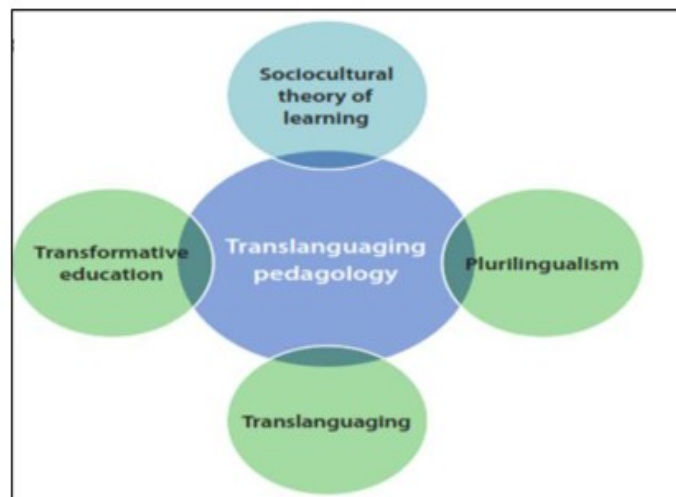 Sociocultural
theory of
learning
Transformative
education
Translanguaging
pedagology
Plurilingualism
Translanguaging